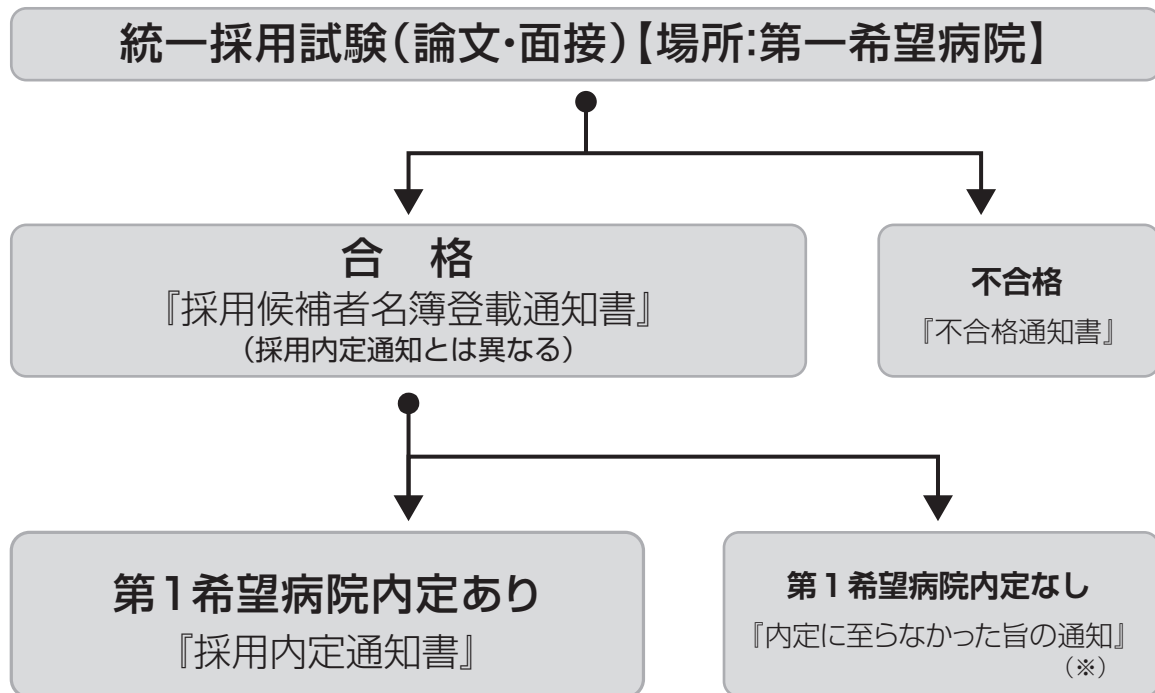 統一採用試験(論文・面接)【場所:第一希望病院】
合　格
『採用候補者名簿登載通知書』
(採用内定通知とは異なる)
不合格
『不合格通知書』
第1希望病院内定あり
『採用内定通知書』
第1希望病院内定なし
『内定に至らなかった旨の通知』
(※)